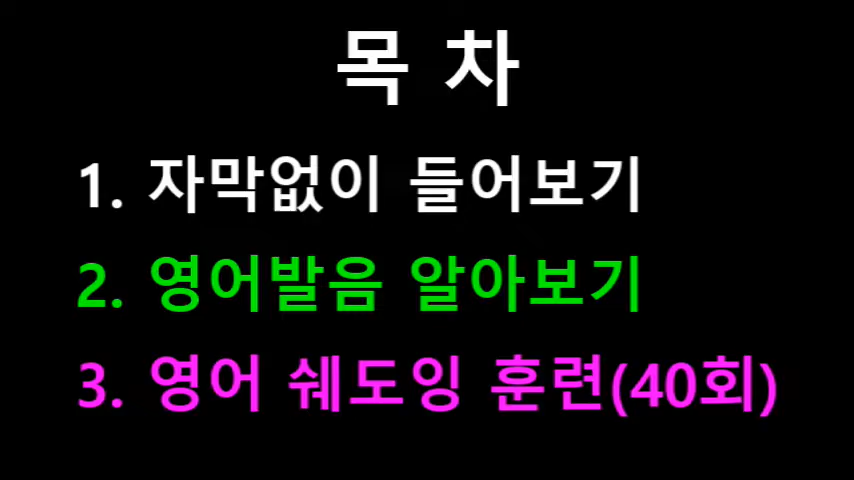 목 차
1. 자막없이 들어보기
2. 영어발음 알아보기
3. 영어 쉐도잉 훈련(40회)